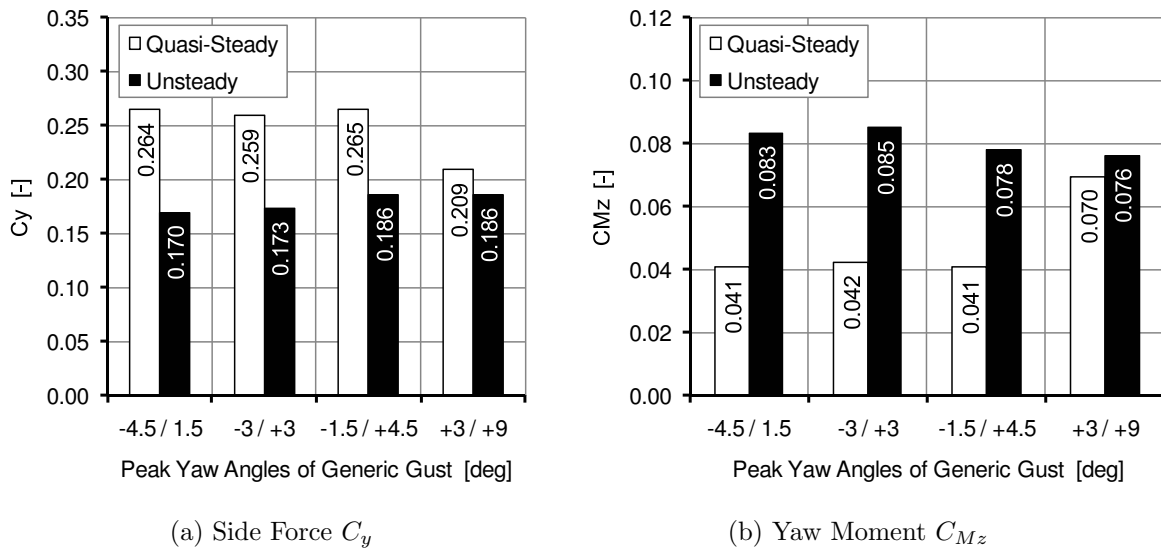 0.35
0.30
0.25
0.20
0.15
0.10
0.05
0.00
Cy [-]
Quasi-Steady
Unsteady
0.264
0.170
0.259
0.173
0.265
0.186
0.209
0.186
-4.5 / 1.5
-3 / +3
-1.5 / +4.5
+3 / +9
Peak Yaw Angles of Generic Gust [deg]
(a) Side Force Cy
0.12
0.10
0.08
0.06
0.04
0.02
0.00
CMz [-]
Quasi-Steady
Unsteady
0.041
0.083
0.042
0.085
0.041
0.078
0.070
0.076
-4.5 / 1.5
-3 / +3
-1.5 / +4.5
+3 / +9
Peak Yaw Angles of Generic Gust [deg]
(b) Yaw Moment CMz